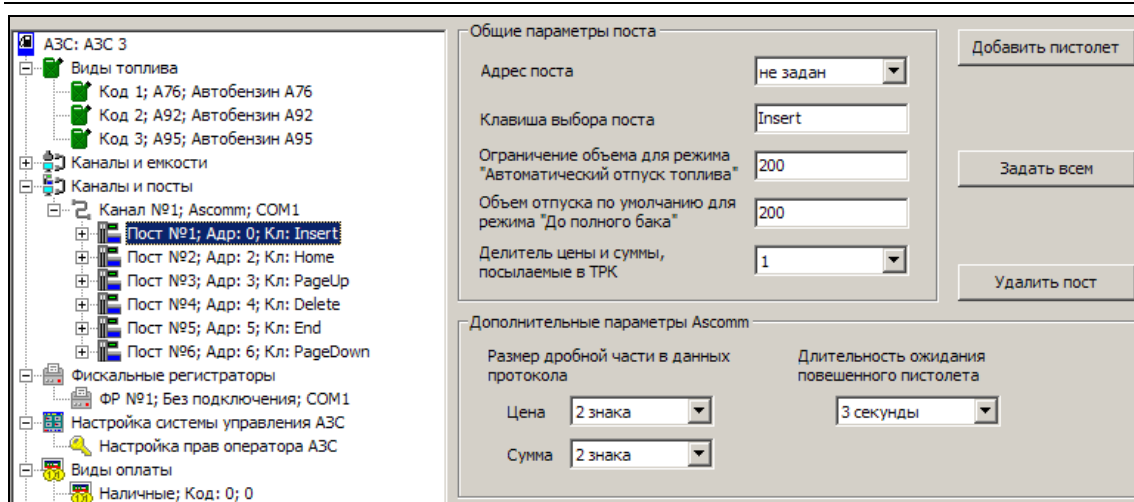 АЗС: АЗС 3
Виды топлива
Код 1; А76; Автобензин А76
Код 2; А92; Автобензин А92
Код 3; А95; Автобензин А95
Каналы и емкости
Каналы и посты
Канал №1; Ascomm; COM1
Пост №1; Адр: 0; Кл: Insert
Пост №2; Адр: 2; Кл: Home
Пост №3; Адр: 3; Кл: PageUp
Пост №4; Адр: 4; Кл: Delete
Пост №5; Адр: 5; Кл: End
Пост №6; Адр: 6; Кл: PageDown
Фискальные регистраторы
ФР №1; Без подключения; COM1
Настройка системы управления АЗС
Настройка прав оператора АЗС
Виды оплаты
Наличные; Код: 0; 0
Общие параметры поста
Адрес поста
не задан
Клавиша выбора поста
Insert
Ограничение объема для режима
"Автоматический отпуск топлива"
200
Объем отпуска по умолчанию для
режима "До полного бака"
200
Делитель цены и суммы,
посылаемые в ТРК
1
Добавить пистолет
Задать всем
Удалить пост
Дополнительные параметры Ascomm
Размер дробной части в данных
протокола
Цена
2 знака
Сумма
2 знака
Длительность ожидания
повешенного пистолета
3 секунды